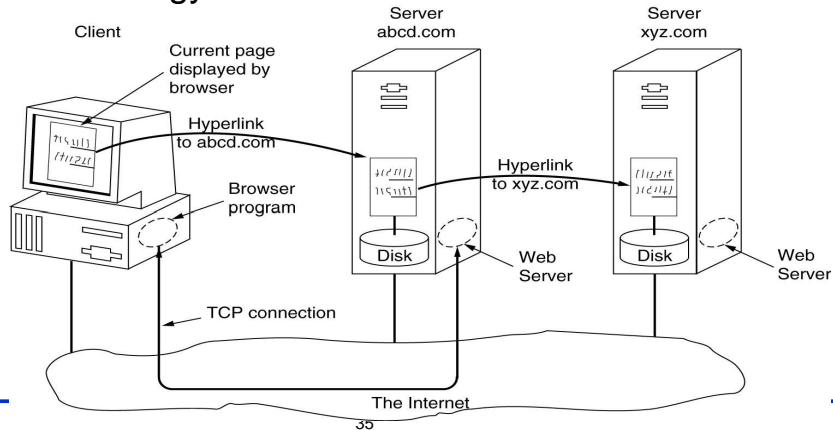 Client
Server
abcd.com
Server
xyz.com
Current page
displayed by
browser
Hyperlink
to abcd.com
Hyperlink
to xyz.com
Browser
program
Disk
Web
Server
Disk
Web
Server
TCP connection
The Internet
35